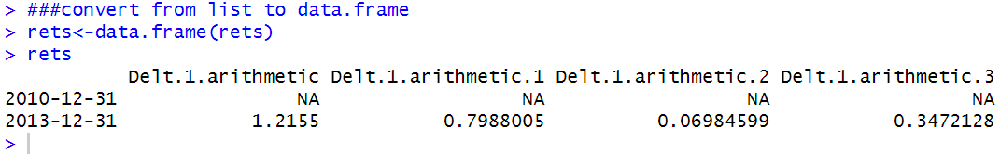 > ###convert from list to data.frame
> rets<-data.frame(rets)
> rets
           Delt.1.arithmetic Delt.1.arithmetic.1 Delt.1.arithmetic.2 Delt.1.arithmetic.3
2010-12-31                NA                  NA                  NA                  NA
2013-12-31            1.2155           0.7988005          0.06984599           0.3472128
>